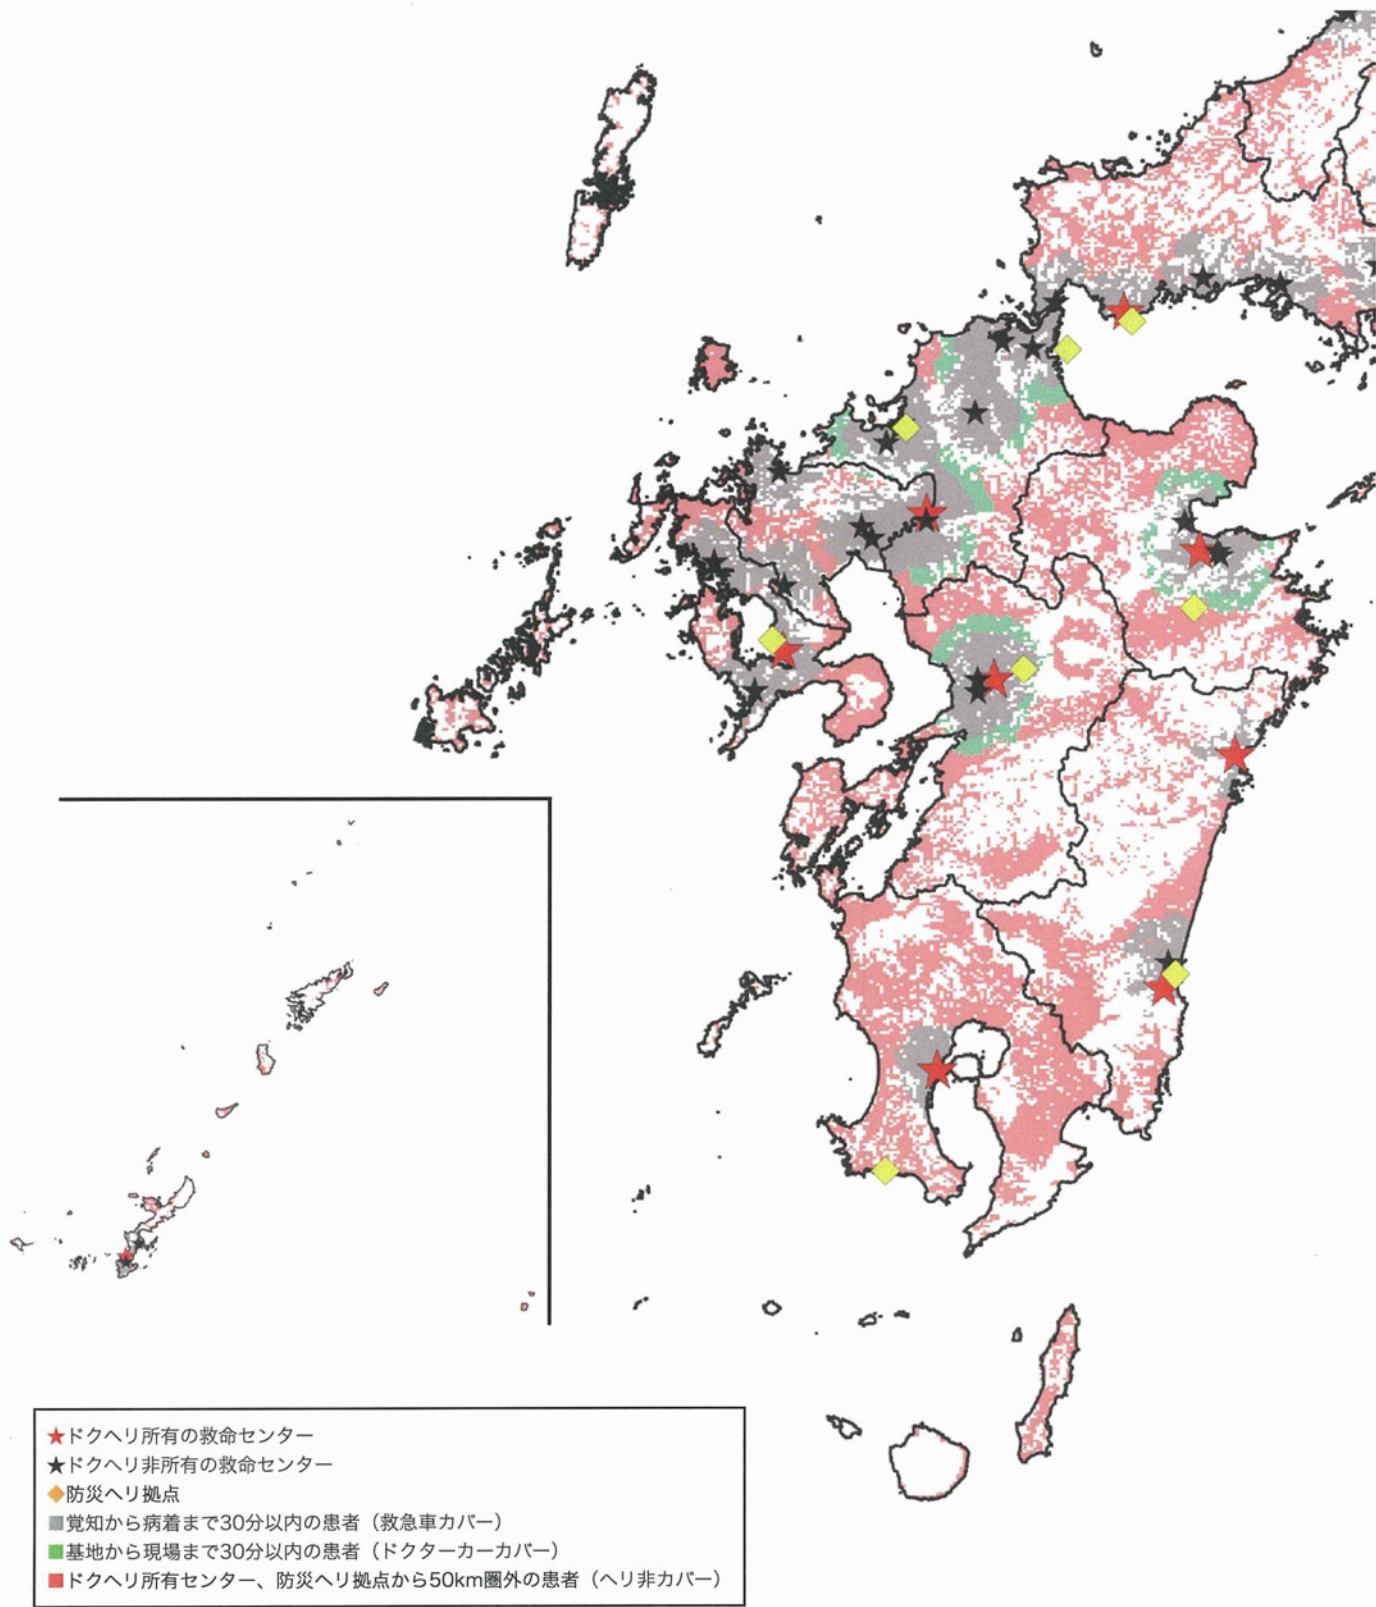 ★ドクヘリ所有の救命センター
★ドクヘリ非所有の救命センター
◆防災ヘリ拠点
■覚知から病着まで30分以内の患者（救急車カバー）
■基地から現場まで30分以内の患者（ドクターカーカバー）
■ドクヘリ所有センター、防災ヘリ拠点から50km圏外の患者（ヘリ非カバー）